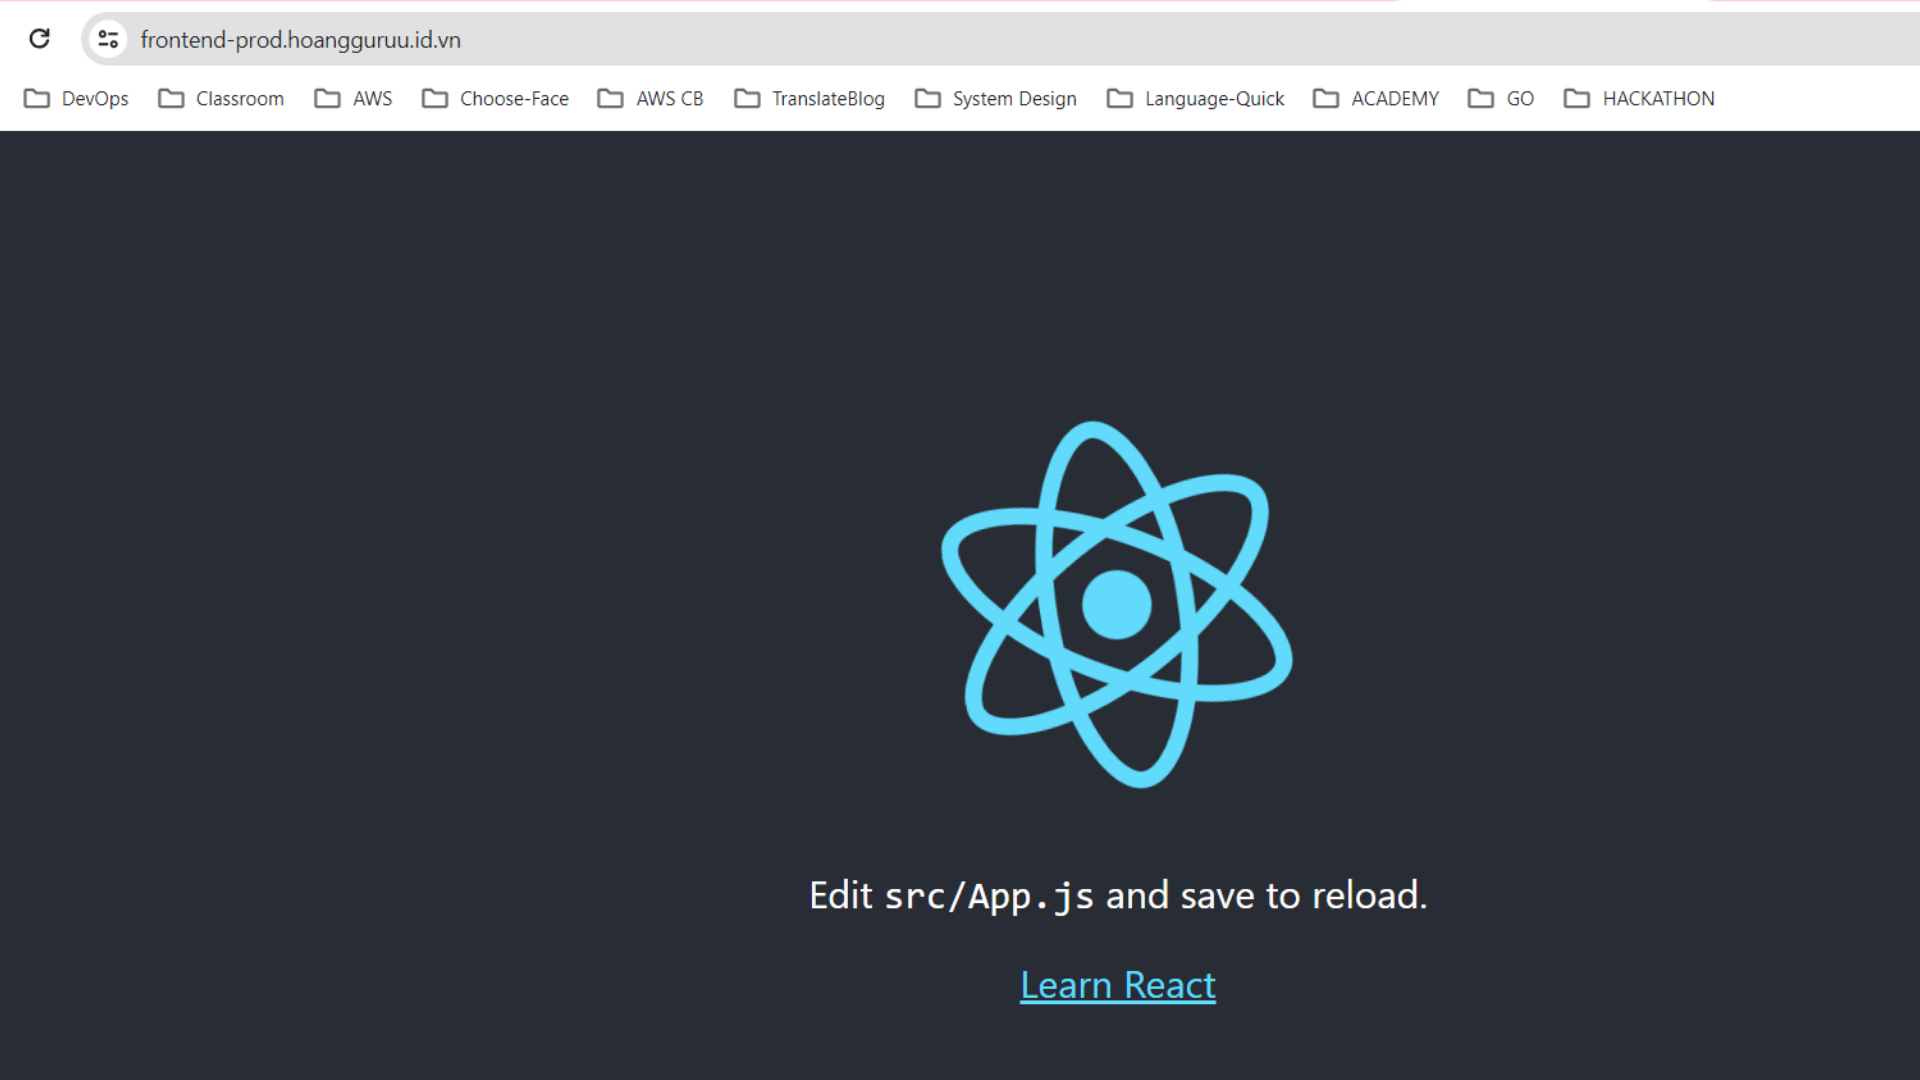 frontend-prod.hoangguruu.id.vn
DevOps Classroom AWS Choose-Face AWS CB TranslateBlog System Design Language-Quick ACADEMY GO HACKATHON
Edit src/App.js and save to reload.
Learn React